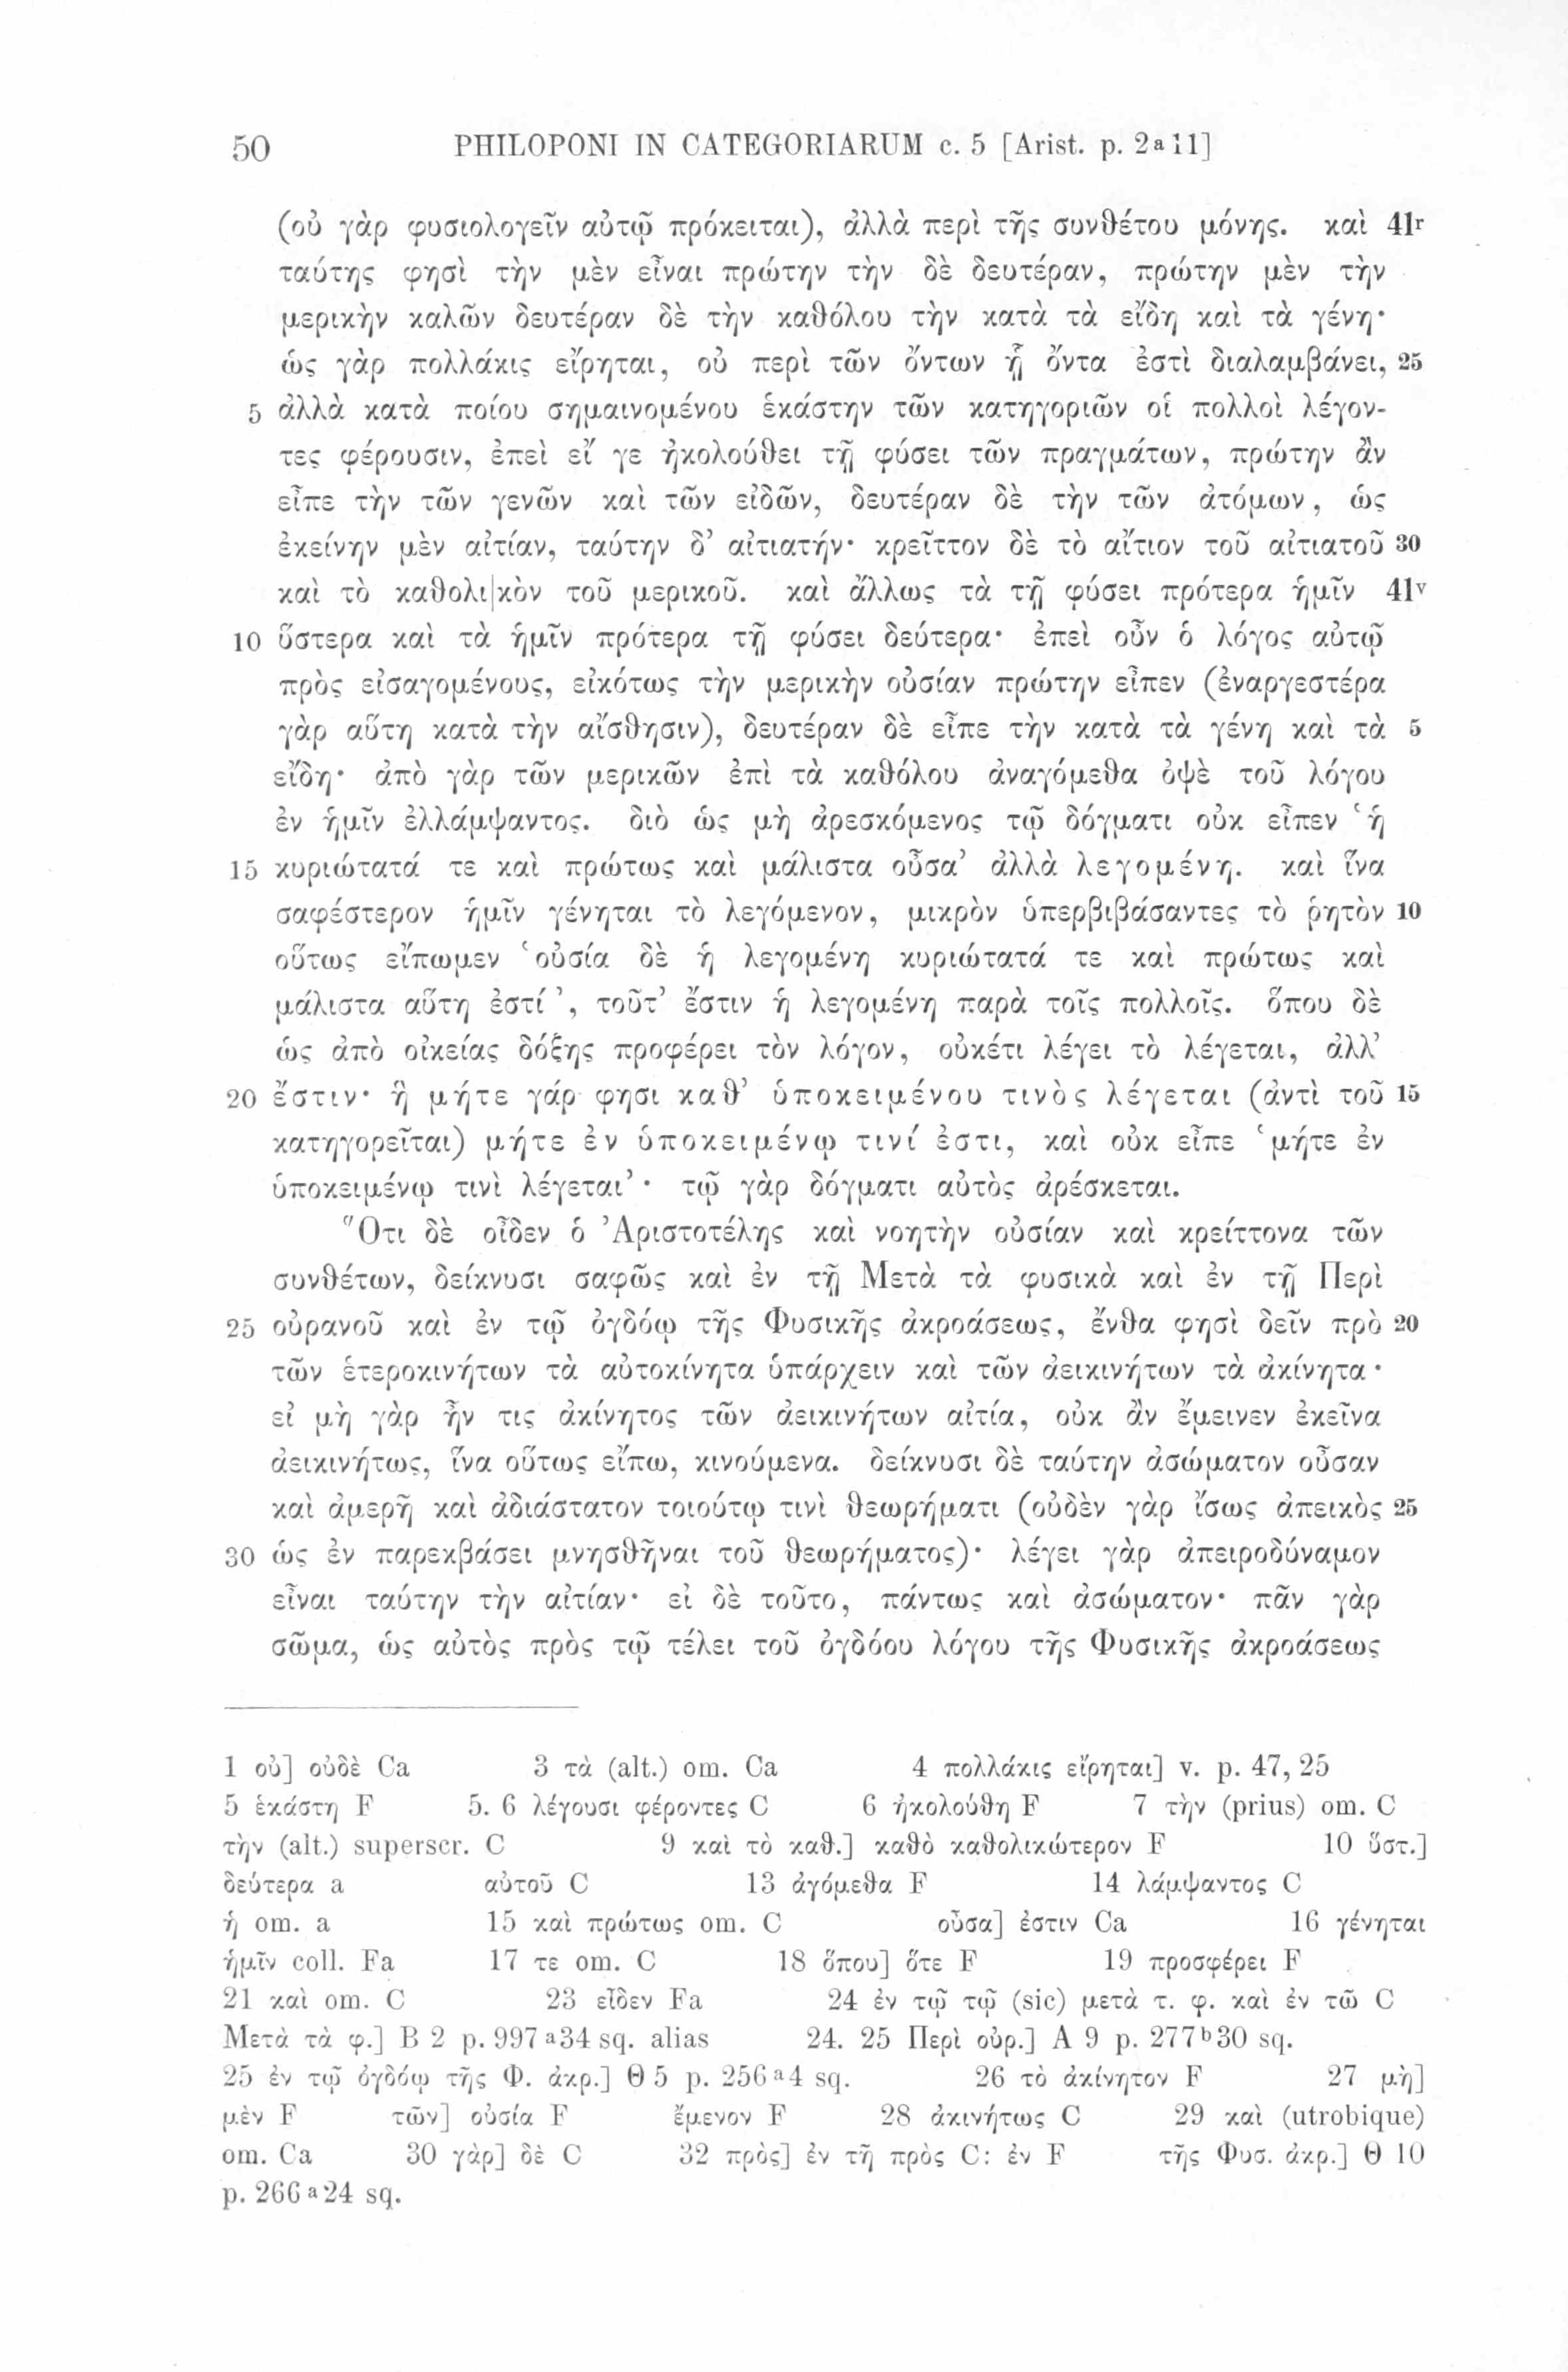 50 PHILOPONI IN CATEGORIARUM c. 5 [Arist. p. 2a11]
(οὐ γὰρ φυσιολογεῖν αὐτῷ πρόκειται), ἀλλὰ περὶ τῆς συνθέτου μόνης. καὶ 41r
ταύτης φησὶ τὴν μὲν εἶναι πρώτην τὴν δὲ δευτέραν, πρώτην μὲν τὴν
μερικὴν καλῶν δευτέραν δὲ τὴν καθόλου τὴν κατὰ τὰ εἴδη καὶ τὰ γένη·
ὡς γὰρ πολλάκις εἴρηται, οὐ περὶ τῶν ὄντων ᾗ ὄντα ἐστὶ διαλαμβάνει, 25
5 ἀλλὰ κατὰ ποίου σημαινομένου ἑκάστην τῶν κατηγοριῶν οἱ πολλοὶ λέγον-
τες φέρουσιν, ἐπεὶ εἴ γε ἠκολούθει τῇ φύσει τῶν πραγμάτων, πρώτην ἂν
εἶπε τὴν τῶν γενῶν καὶ τῶν εἰδῶν, δευτέραν δὲ τὴν τῶν ἀτόμων, ὡς
ἐκείνην μὲν αἰτίαν, ταύτην δ’ αἰτιατήν· κρεῖττον δὲ τὸ αἴτιον τοῦ αἰτιατοῦ 30
καὶ τὸ καθολι|κὸν τοῦ μερικοῦ. καὶ ἄλλως τὰ τῇ φύσει πρότερα ἡμῖν 41v
10 ὕστερα καὶ τὰ ἡμῖν πρότερα τῇ φύσει δεύτερα· ἐπεὶ οὖν ὁ λόγος αὐτῷ
πρὸς εἰσαγομένους, εἰκότως τὴν μερικὴν οὐσίαν πρώτην εἶπεν (ἐναργεστέρα
γὰρ αὕτη κατὰ τὴν αἴσθησιν), δευτέραν δὲ εἶπε τὴν κατὰ τὰ γένη καὶ τὰ 5
εἴδη· ἀπὸ γὰρ τῶν μερικῶν ἐπὶ τὰ καθόλου ἀναγόμεθα ὀψὲ τοῦ λόγου
ἐν ἡμῖν ἐλλάμψαντος. διὸ ὡς μὴ ἀρεσκόμενος τῷ δόγματι οὐκ εἶπεν ‘ἡ
15 κυριώτατά τε καὶ πρώτως καὶ μάλιστα οὖσα’ ἀλλὰ λεγομένη. καὶ ἵνα
σαφέστερον ἡμῖν γένηται τὸ λεγόμενον, μικρὸν ὑπερβιβάσαντες τὸ ῥητὸν 10
οὕτως εἴπωμεν ‘οὐσία δὲ ἡ λεγομένη κυριώτατά τε καὶ πρώτως καὶ
μάλιστα αὕτη ἐστί’, τοῦτ’ ἔστιν ἡ λεγομένη παρὰ τοῖς πολλοῖς. ὅπου δὲ
ὡς ἀπὸ οἰκείας δόξης προφέρει τὸν λόγον, οὐκέτι λέγει τὸ λέγεται, ἀλλ’
20 ἔστιν· ἣ μήτε γάρ φησι καθ’ ὑποκειμένου τινὸς λέγεται (ἀντὶ τοῦ 15
κατηγορεῖται) μήτε ἐν ὑποκειμένῳ τινί ἐστι, καὶ οὐκ εἶπε ‘μήτε ἐν
ὑποκειμένῳ τινὶ λέγεται’· τῷ γὰρ δόγματι αὐτὸς ἀρέσκεται.
Ὅτι δὲ οἶδεν ὁ Ἀριστοτέλης καὶ νοητὴν οὐσίαν καὶ κρείττονα τῶν
συνθέτων, δείκνυσι σαφῶς καὶ ἐν τῇ Μετὰ τὰ φυσικὰ καὶ ἐν τῇ Περὶ
25 οὐρανοῦ καὶ ἐν τῷ ὀγδόῳ τῆς Φυσικῆς ἀκροάσεως, ἔνθα φησὶ δεῖν πρὸ 20
τῶν ἑτεροκινήτων τὰ αὐτοκίνητα ὑπάρχειν καὶ τῶν ἀεικινήτων τὰ ἀκίνητα·
εἰ μὴ γὰρ ἦν τις ἀκίνητος τῶν ἀεικινήτων αἰτία, οὐκ ἂν ἔμεινεν ἐκεῖνα
ἀεικινήτως, ἵνα οὕτως εἴπω, κινούμενα. δείκνυσι δὲ ταύτην ἀσώματον οὖσαν
καὶ ἀμερῆ καὶ ἀδιάστατον τοιούτῳ τινὶ θεωρήματι (οὐδὲν γὰρ ἴσως ἀπεικὸς 25
30 ὡς ἐν παρεκβάσει μνησθῆναι τοῦ θεωρήματος)· λέγει γὰρ ἀπειροδύναμον
εἶναι ταύτην τὴν αἰτίαν· εἰ δὲ τοῦτο, πάντως καὶ ἀσώματον· πᾶν γὰρ
σῶμα, ὡς αὐτὸς πρὸς τῷ τέλει τοῦ ὀγδόου λόγου τῆς Φυσικῆς ἀκροάσεως
1 οὐ] οὐδὲ Ca 3 τὰ (alt.) om. Ca 4 πολλάκις εἴρηται] v. p. 47, 25
5 ἑκάστη F 5. 6 λέγουσι φέροντες C 6 ἠκολούθη F 7 τὴν (prius) om. C
τὴν (alt.) superscr. C 9 καὶ τὸ καθ.] καθὸ καθολικώτερον F 10 ὕστ.]
δεύτερα a αὐτοῦ C 13 ἀγόμεθα F 14 λάμψαντος C
ἡ om. a 15 καὶ πρώτως om. C οὖσα] ἐστιν Ca 16 γένηται
ἡμῖν coll. Fa 17 τε om. C 18 ὅπου] ὅτε F 19 προσφέρει F
21 καὶ om. C 23 εἶδεν Fa 24 ἐν τῷ τῷ (sic) μετὰ τ. φ. καὶ ἐν τῶ C
Μετὰ τὰ φ.] B 2 p. 997a34 sq. alias 24. 25 Περὶ οὐρ.] A 9 p. 277b30 sq.
25 ἐν τῷ ὀγδόῳ τῆς Φ. ἀκρ.] Θ 5 p. 256a4 sq. 26 τὸ ἀκίνητον F 27 μὴ]
μὲν F τῶν] οὐσία F ἔμενον F 28 ἀκινήτως C 29 καὶ (utrobique)
om. Ca 30 γὰρ] δὲ C 32 πρὸς] ἐν τῇ πρὸς C: ἐν F τῆς Φυσ. ἀκρ.] Θ 10
p. 266a24 sq.